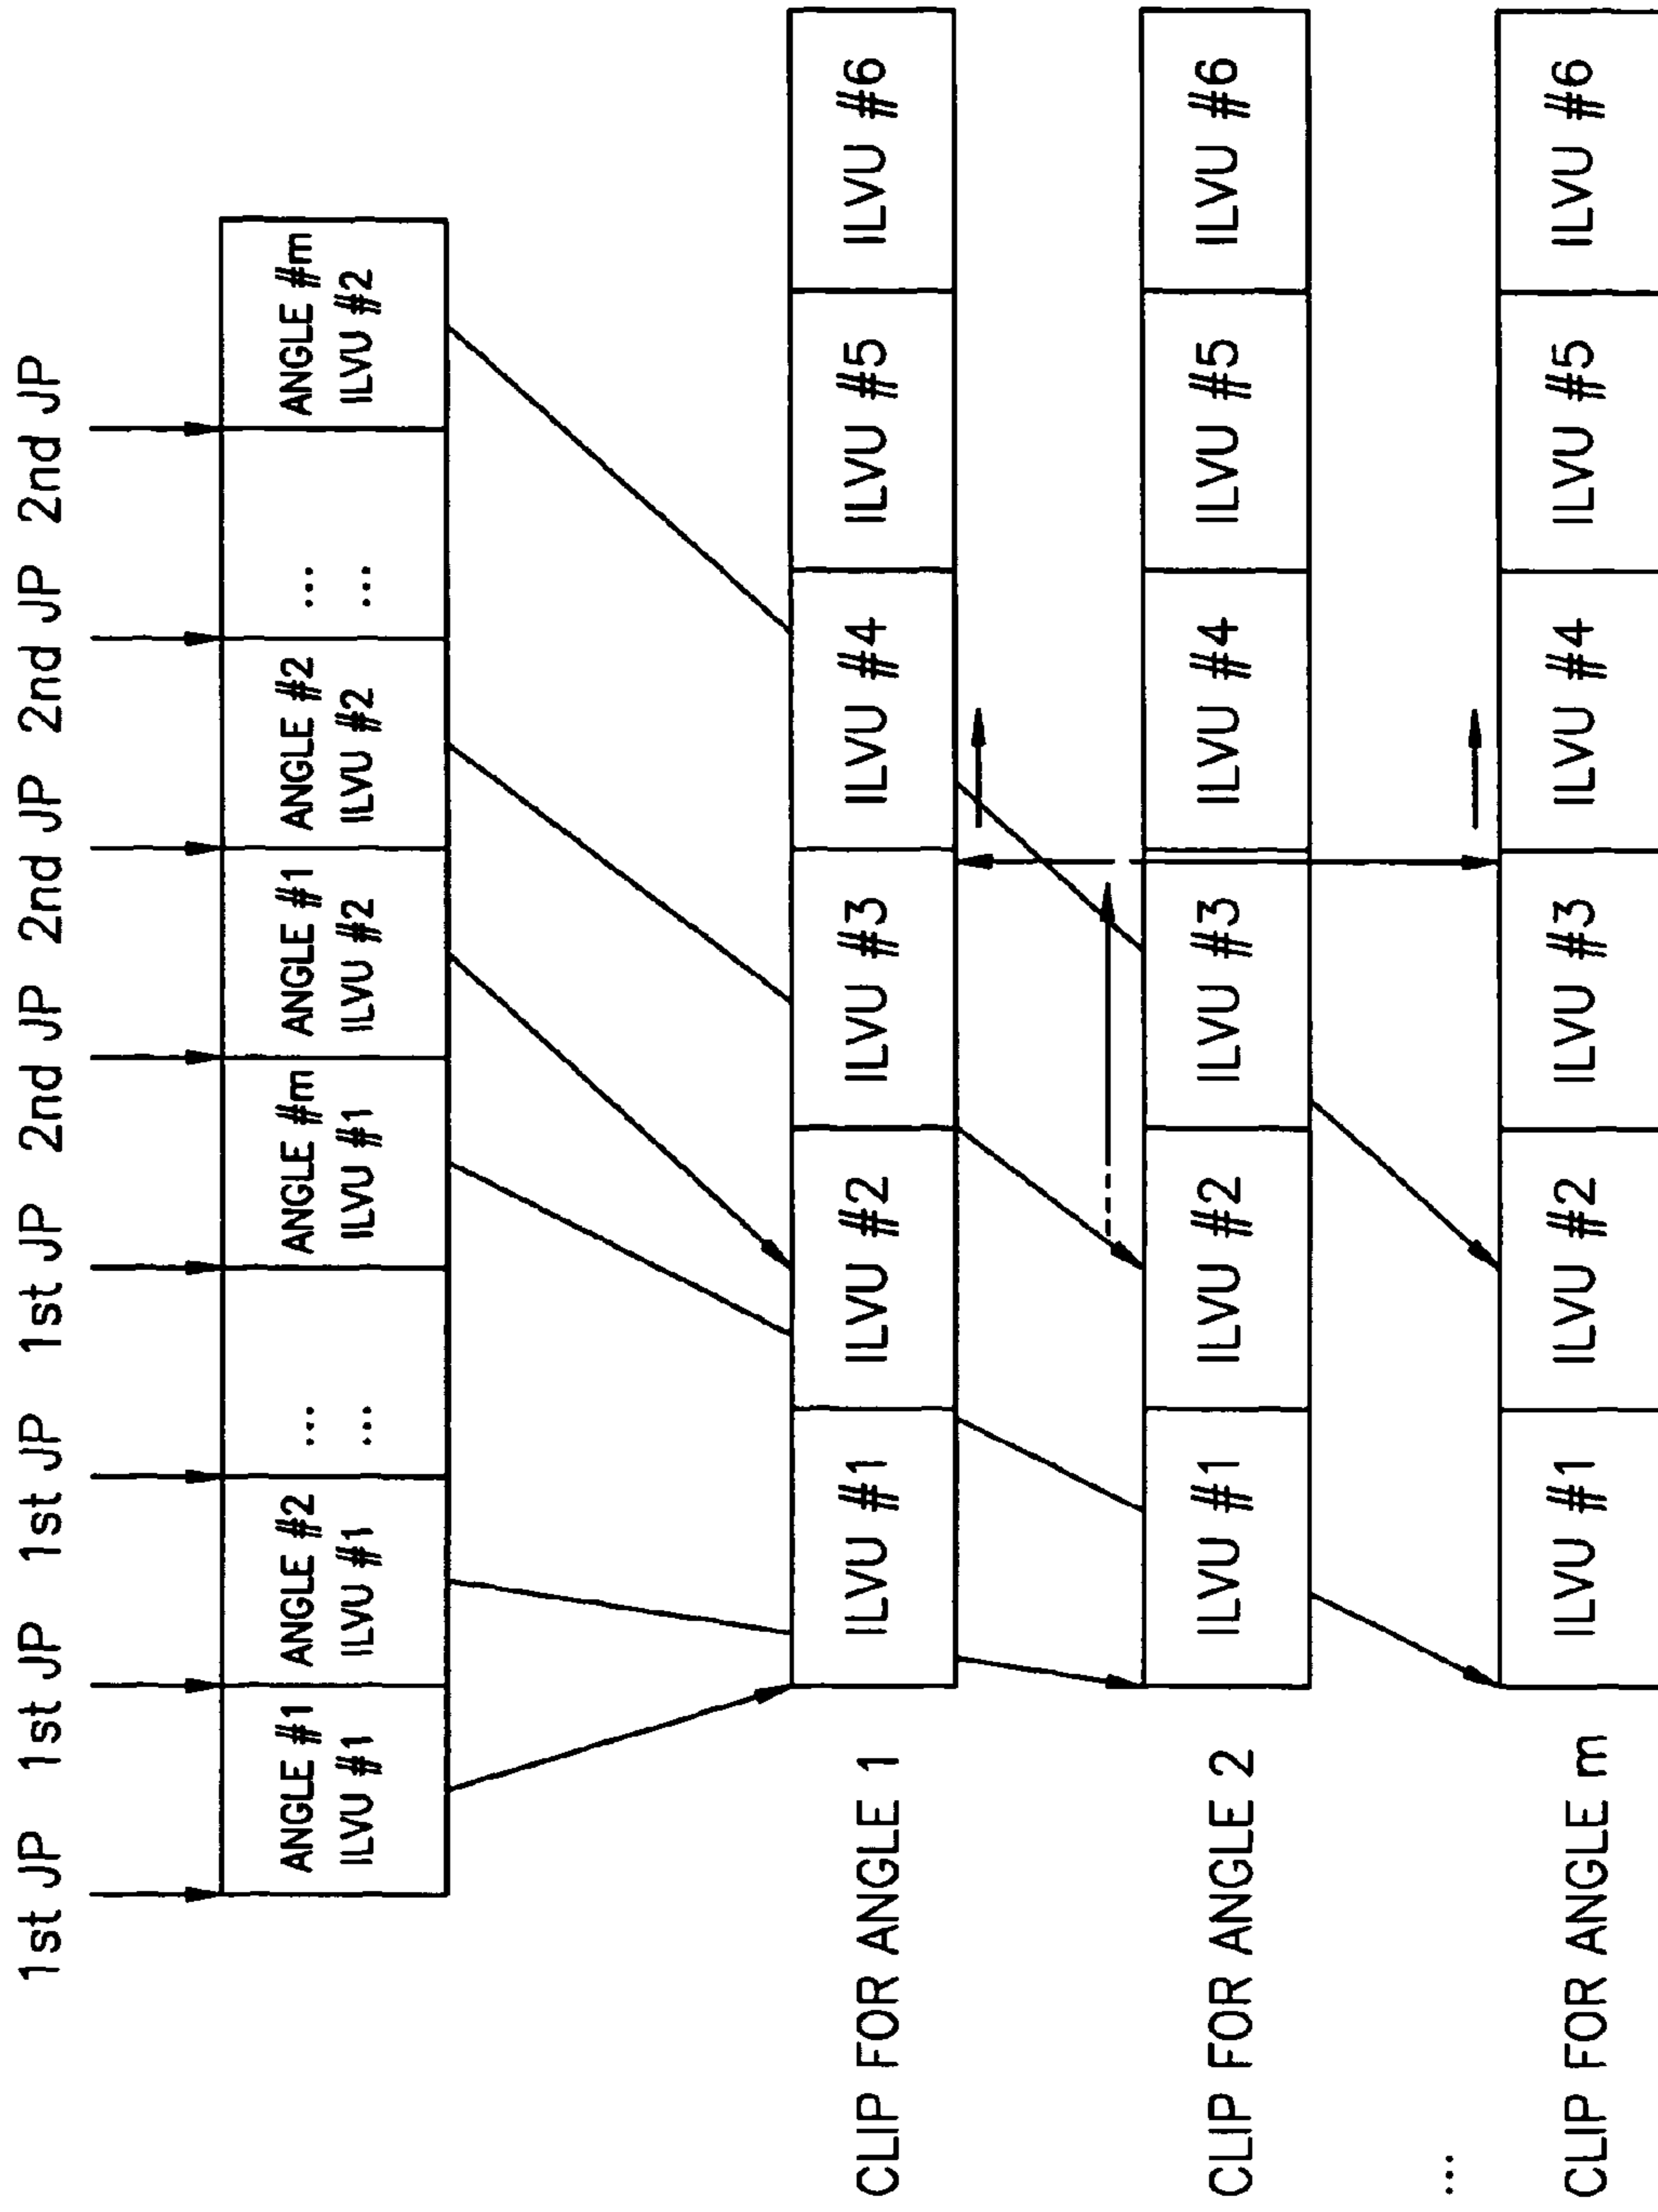 1st JP 1st JP 1st JP 1st JP 2nd JP 2nd JP 2nd JP 2nd JP
ANGLE #1 ANGLE #2 ... ANGLE #m ANGLE #1 ANGLE #2 ... ANGLE #m
ILVU #1 ILVU #1 ... ILVU #1 ILVU #2 ILVU #2 ... ILVU #2
CLIP FOR ANGLE 1 ILVU #1 ILVU #2 ILVU #3 ILVU #4 ILVU #5 ILVU #6
CLIP FOR ANGLE 2 ILVU #1 ILVU #2 ILVU #3 ILVU #4 ILVU #5 ILVU #6
...
CLIP FOR ANGLE m ILVU #1 ILVU #2 ILVU #3 ILVU #4 ILVU #5 ILVU #6